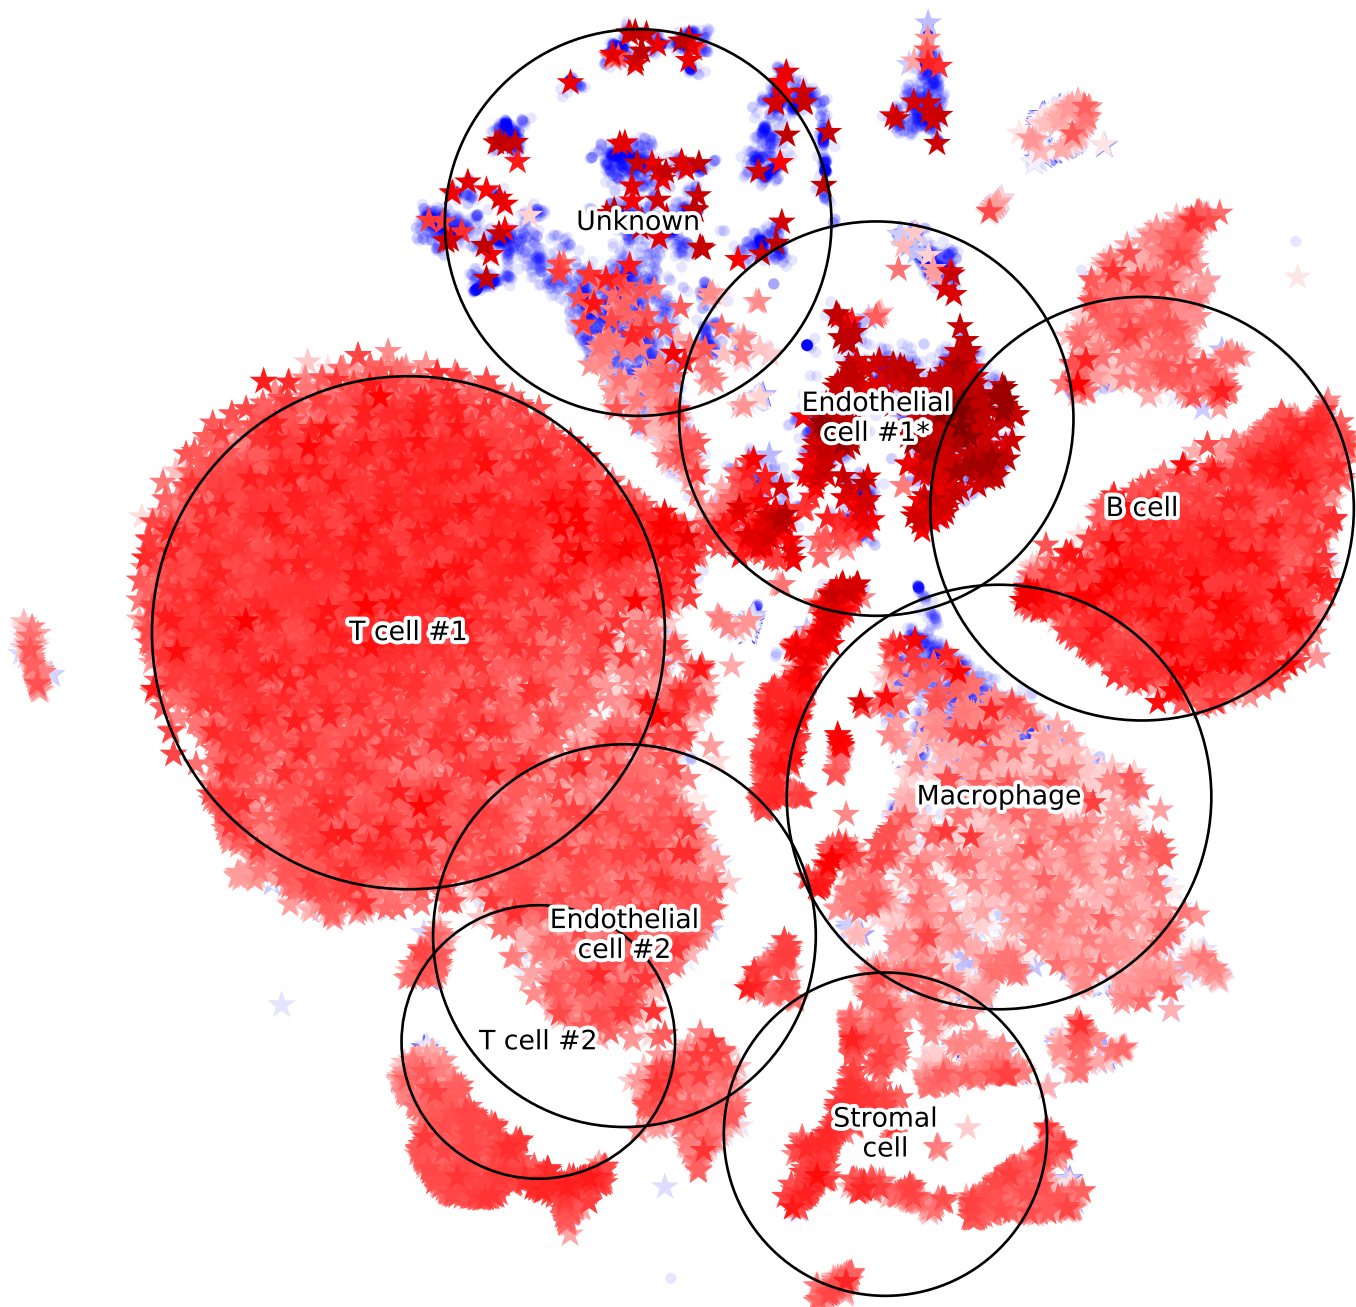 Unknown
Endothelial
cell #1*
B cell
T cell #1
Macrophage
Endothelial
cell #2
T cell #2
Stromal
cell